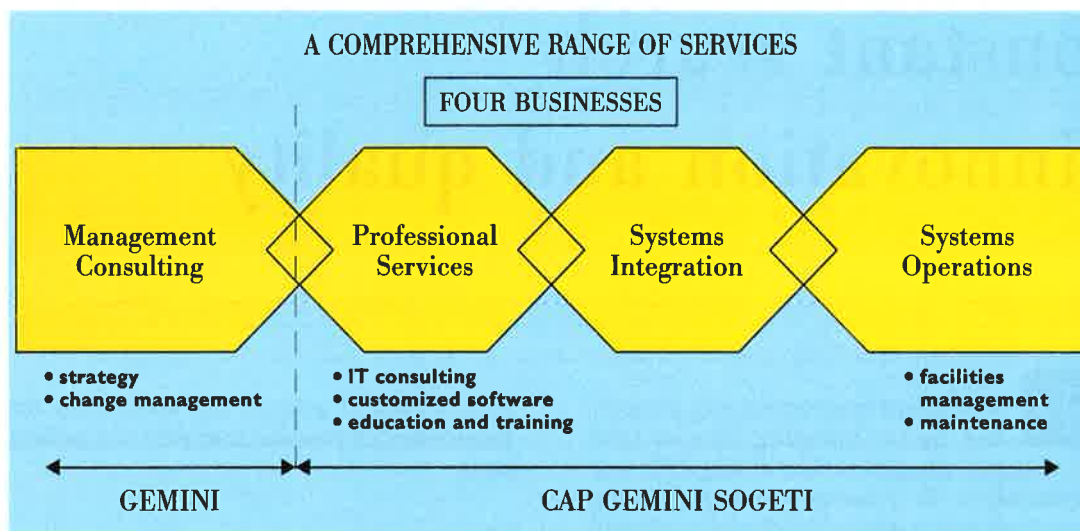 A COMPREHENSIVE RANGE OF SERVICES
FOUR BUSINESSES
Management
Consulting
Professional
Services
Systems
Integration
Systems
Operations
• strategy
• change management
• IT consulting
• customized software
• education and training
• facilities
management
• maintenance
GEMINI
CAP GEMINI SOGETI